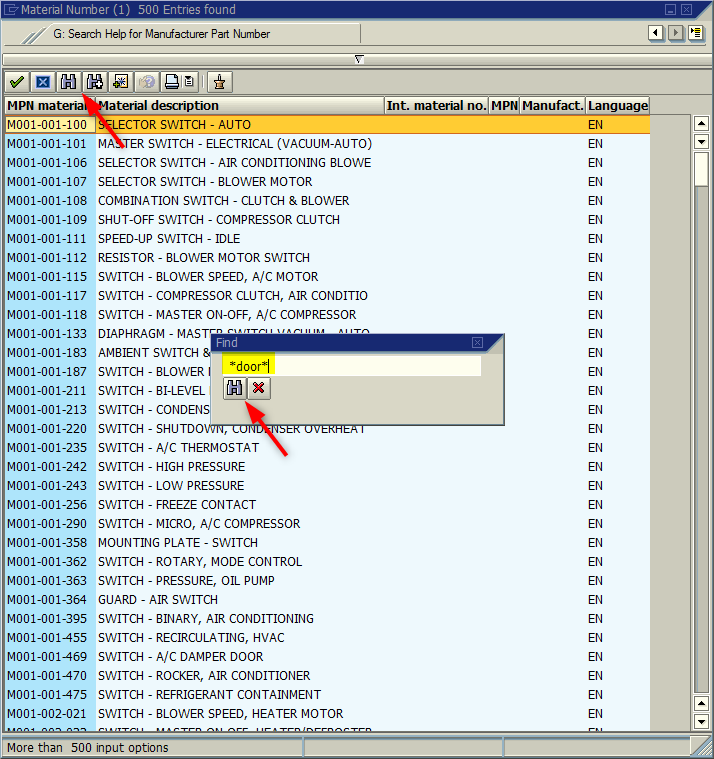 Material Number (1)   500 Entries found
G: Search Help for Manufacturer Part Number
MPN material Material description Int. material no. MPN Manufact. Language
M001-001-100 SELECTOR SWITCH - AUTO EN
M001-001-101 MASTER SWITCH - ELECTRICAL (VACUUM-AUTO) EN
M001-001-106 SELECTOR SWITCH - AIR CONDITIONING BLOWE EN
M001-001-107 SELECTOR SWITCH - BLOWER MOTOR EN
M001-001-108 COMBINATION SWITCH - CLUTCH & BLOWER EN
M001-001-109 SHUT-OFF SWITCH - COMPRESSOR CLUTCH EN
M001-001-111 SPEED-UP SWITCH - IDLE EN
M001-001-112 RESISTOR - BLOWER MOTOR SWITCH EN
M001-001-115 SWITCH - BLOWER SPEED, A/C MOTOR EN
M001-001-117 SWITCH - COMPRESSOR CLUTCH, AIR CONDITIO EN
M001-001-118 SWITCH - MASTER ON-OFF, A/C COMPRESSOR EN
M001-001-133 DIAPHRAGM - MASTER SWITCH VACUUM - AUTO EN
M001-001-183 AMBIENT SWITCH & EN
M001-001-187 SWITCH - BLOWER EN
M001-001-211 SWITCH - BI-LEVEL EN
M001-001-213 SWITCH - CONDENS EN
M001-001-220 SWITCH - SHUTDOWN, CONDENSER OVERHEAT EN
Find
*door*
M001-001-235 SWITCH - A/C THERMOSTAT EN
M001-001-242 SWITCH - HIGH PRESSURE EN
M001-001-243 SWITCH - LOW PRESSURE EN
M001-001-256 SWITCH - FREEZE CONTACT EN
M001-001-290 SWITCH - MICRO, A/C COMPRESSOR EN
M001-001-358 MOUNTING PLATE - SWITCH EN
M001-001-362 SWITCH - ROTARY, MODE CONTROL EN
M001-001-363 SWITCH - PRESSURE, OIL PUMP EN
M001-001-364 GUARD - AIR SWITCH EN
M001-001-395 SWITCH - BINARY, AIR CONDITIONING EN
M001-001-455 SWITCH - RECIRCULATING, HVAC EN
M001-001-469 SWITCH - A/C DAMPER DOOR EN
M001-001-470 SWITCH - ROCKER, AIR CONDITIONER EN
M001-001-475 SWITCH - REFRIGERANT CONTAINMENT EN
M001-002-021 SWITCH - BLOWER SPEED, HEATER MOTOR EN
SWITCH - MASTER ON-OFF, HEATER/DEFROSTER EN
More than  500 input options